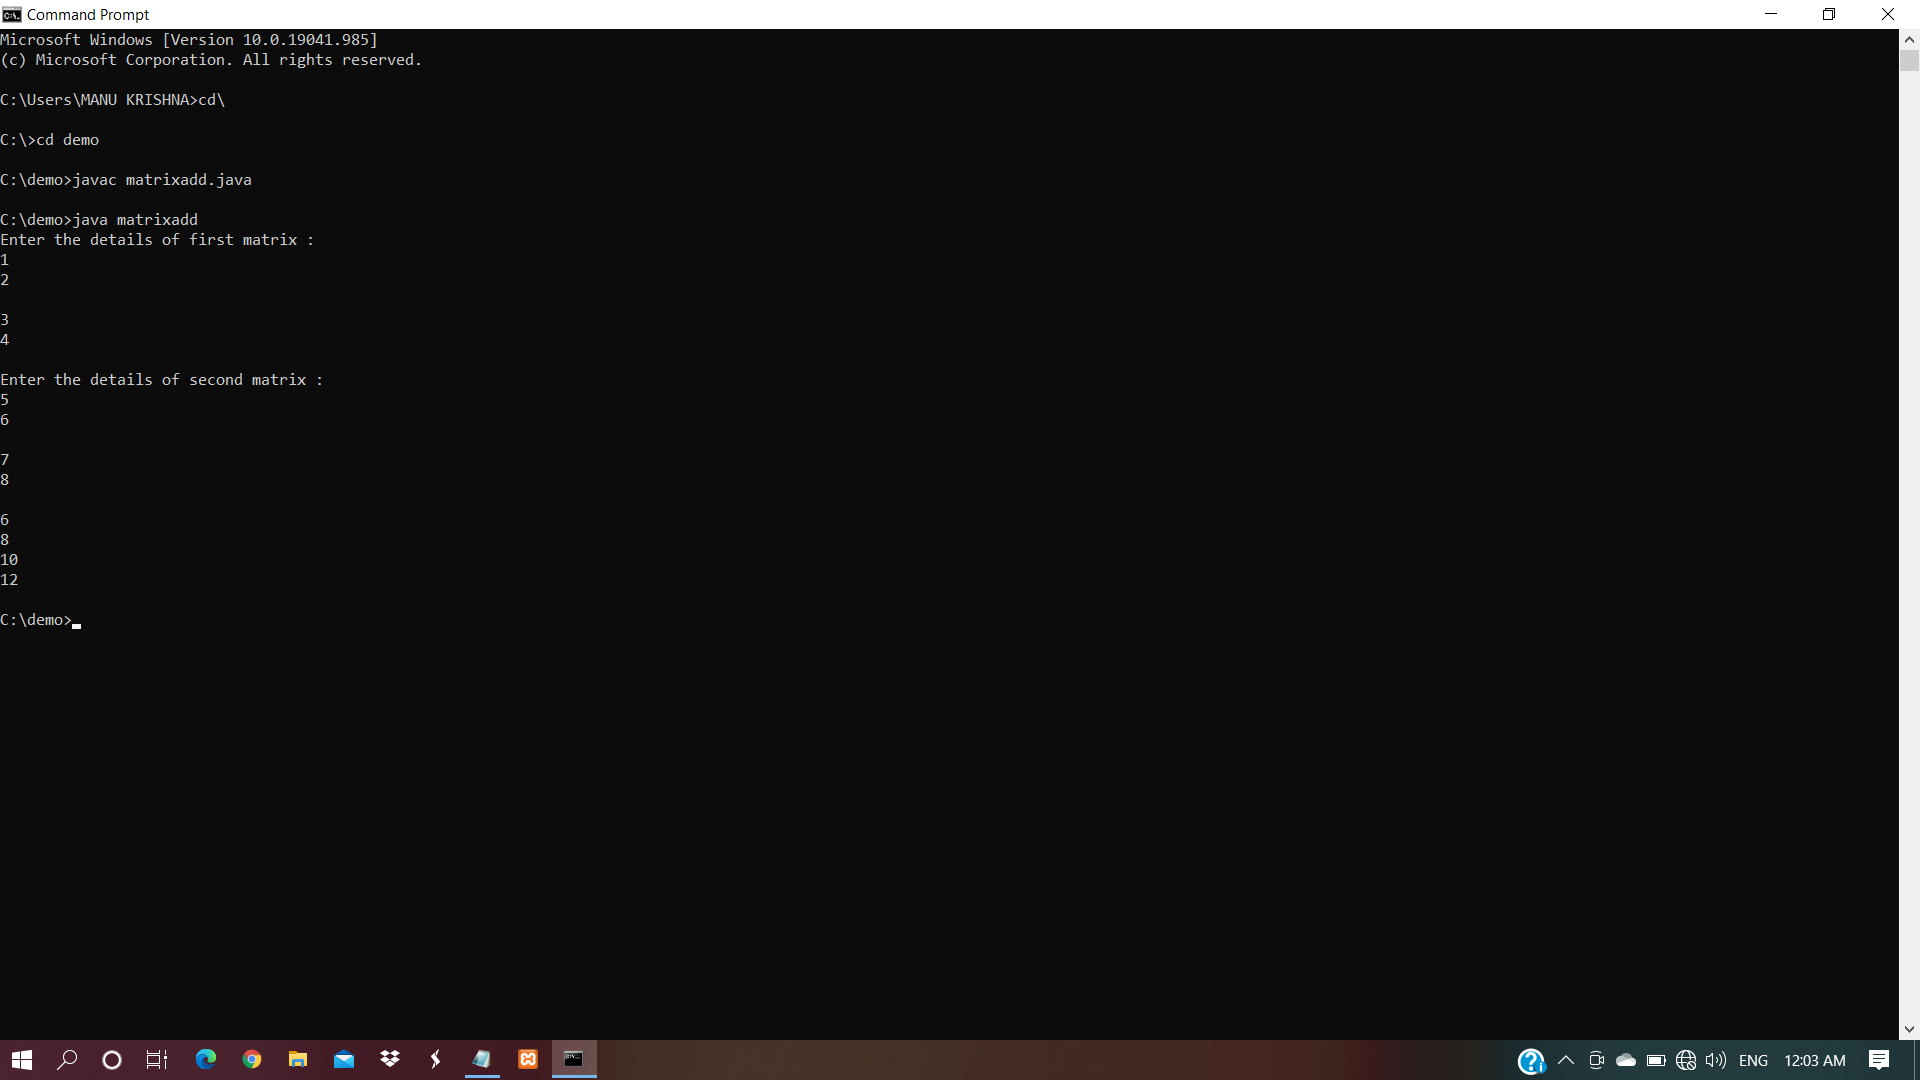 Command Prompt
Microsoft Windows [Version 10.0.19041.985]
(c) Microsoft Corporation. All rights reserved.
C:\Users\MANU KRISHNA>cd\
C:\>cd demo
C:\demo>javac matrixadd.java
C:\demo>java matrixadd
Enter the details of first matrix :
1
2
3
4
Enter the details of second matrix :
5
6
7
8
6
8
10
12
C:\demo>
ENG 12:03 AM